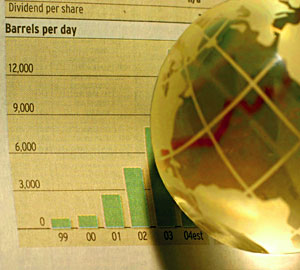 Dividend per share
Barrels per day
12,000
9,000
6,000
3,000
0
99 00 01 02 03 04est